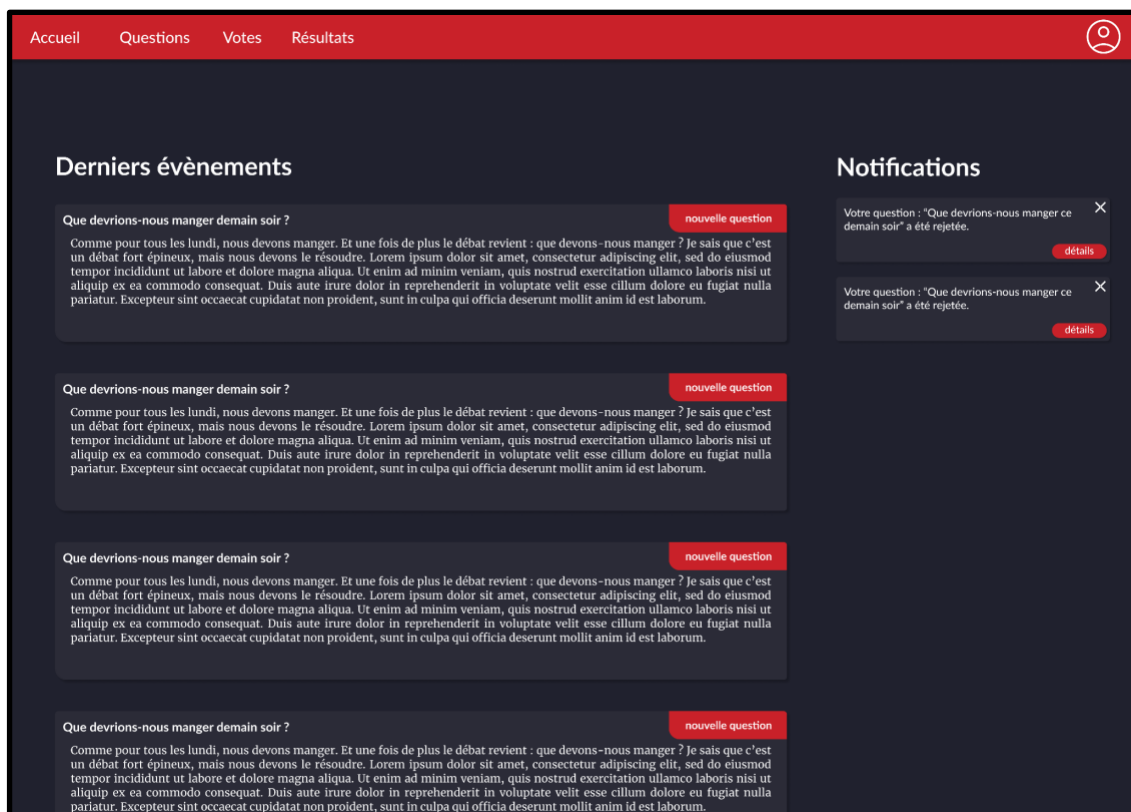 Accueil Questions Votes Résultats
Derniers évènements
Que devrions-nous manger demain soir ?
nouvelle question
Comme pour tous les lundi, nous devons manger. Et une fois de plus le débat revient : que devons-nous manger ? Je sais que c’est
un débat fort épineux, mais nous devons le résoudre. Lorem ipsum dolor sit amet, consectetur adipiscing elit, sed do eiusmod
tempor incididunt ut labore et dolore magna aliqua. Ut enim ad minim veniam, quis nostrud exercitation ullamco laboris nisi ut
aliquip ex ea commodo consequat. Duis aute irure dolor in reprehenderit in voluptate velit esse cillum dolore eu fugiat nulla
pariatur. Excepteur sint occaecat cupidatat non proident, sunt in culpa qui officia deserunt mollit anim id est laborum.
Que devrions-nous manger demain soir ?
nouvelle question
Comme pour tous les lundi, nous devons manger. Et une fois de plus le débat revient : que devons-nous manger ? Je sais que c’est
un débat fort épineux, mais nous devons le résoudre. Lorem ipsum dolor sit amet, consectetur adipiscing elit, sed do eiusmod
tempor incididunt ut labore et dolore magna aliqua. Ut enim ad minim veniam, quis nostrud exercitation ullamco laboris nisi ut
aliquip ex ea commodo consequat. Duis aute irure dolor in reprehenderit in voluptate velit esse cillum dolore eu fugiat nulla
pariatur. Excepteur sint occaecat cupidatat non proident, sunt in culpa qui officia deserunt mollit anim id est laborum.
Que devrions-nous manger demain soir ?
nouvelle question
Comme pour tous les lundi, nous devons manger. Et une fois de plus le débat revient : que devons-nous manger ? Je sais que c’est
un débat fort épineux, mais nous devons le résoudre. Lorem ipsum dolor sit amet, consectetur adipiscing elit, sed do eiusmod
tempor incididunt ut labore et dolore magna aliqua. Ut enim ad minim veniam, quis nostrud exercitation ullamco laboris nisi ut
aliquip ex ea commodo consequat. Duis aute irure dolor in reprehenderit in voluptate velit esse cillum dolore eu fugiat nulla
pariatur. Excepteur sint occaecat cupidatat non proident, sunt in culpa qui officia deserunt mollit anim id est laborum.
Que devrions-nous manger demain soir ?
nouvelle question
Comme pour tous les lundi, nous devons manger. Et une fois de plus le débat revient : que devons-nous manger ? Je sais que c’est
un débat fort épineux, mais nous devons le résoudre. Lorem ipsum dolor sit amet, consectetur adipiscing elit, sed do eiusmod
tempor incididunt ut labore et dolore magna aliqua. Ut enim ad minim veniam, quis nostrud exercitation ullamco laboris nisi ut
aliquip ex ea commodo consequat. Duis aute irure dolor in reprehenderit in voluptate velit esse cillum dolore eu fugiat nulla
pariatur. Excepteur sint occaecat cupidatat non proident, sunt in culpa qui officia deserunt mollit anim id est laborum.
Notifications
Votre question : "Que devrions-nous manger ce
demain soir" a été rejetée.
détails
Votre question : "Que devrions-nous manger ce
demain soir" a été rejetée.
détails